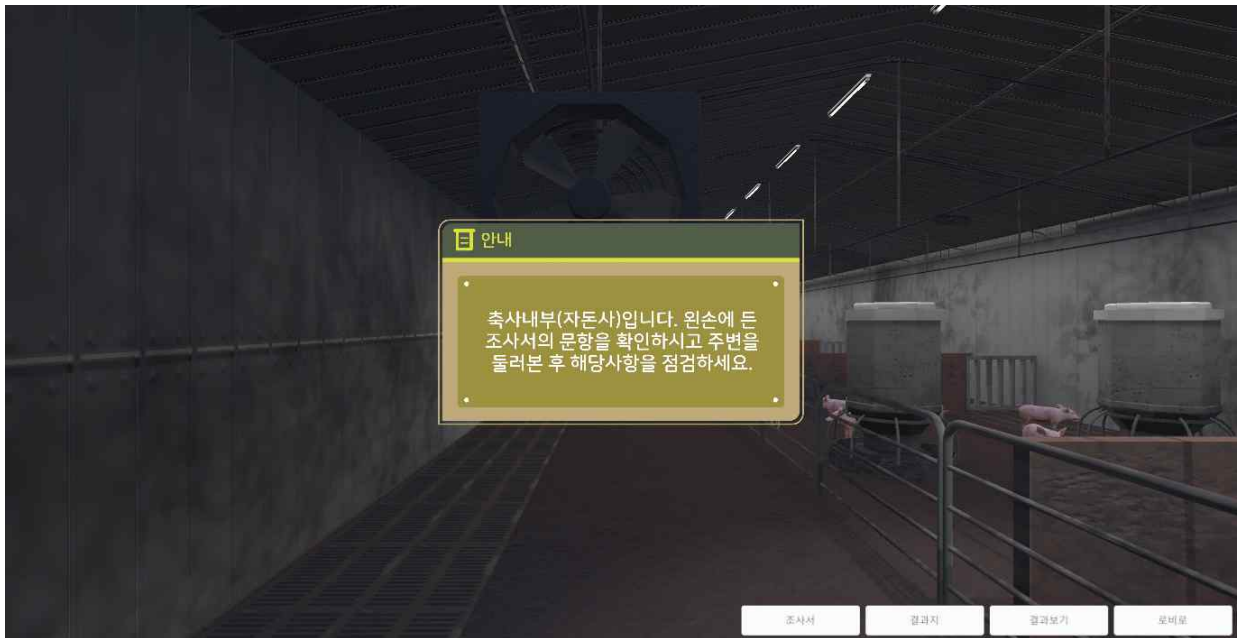 안내
축사내부(자돈사)입니다. 왼손에 든
조사서의 문항을 확인하시고 주변을
둘러본 후 해당사항을 점검하세요.
조사서
결과지
결과보기
로비로